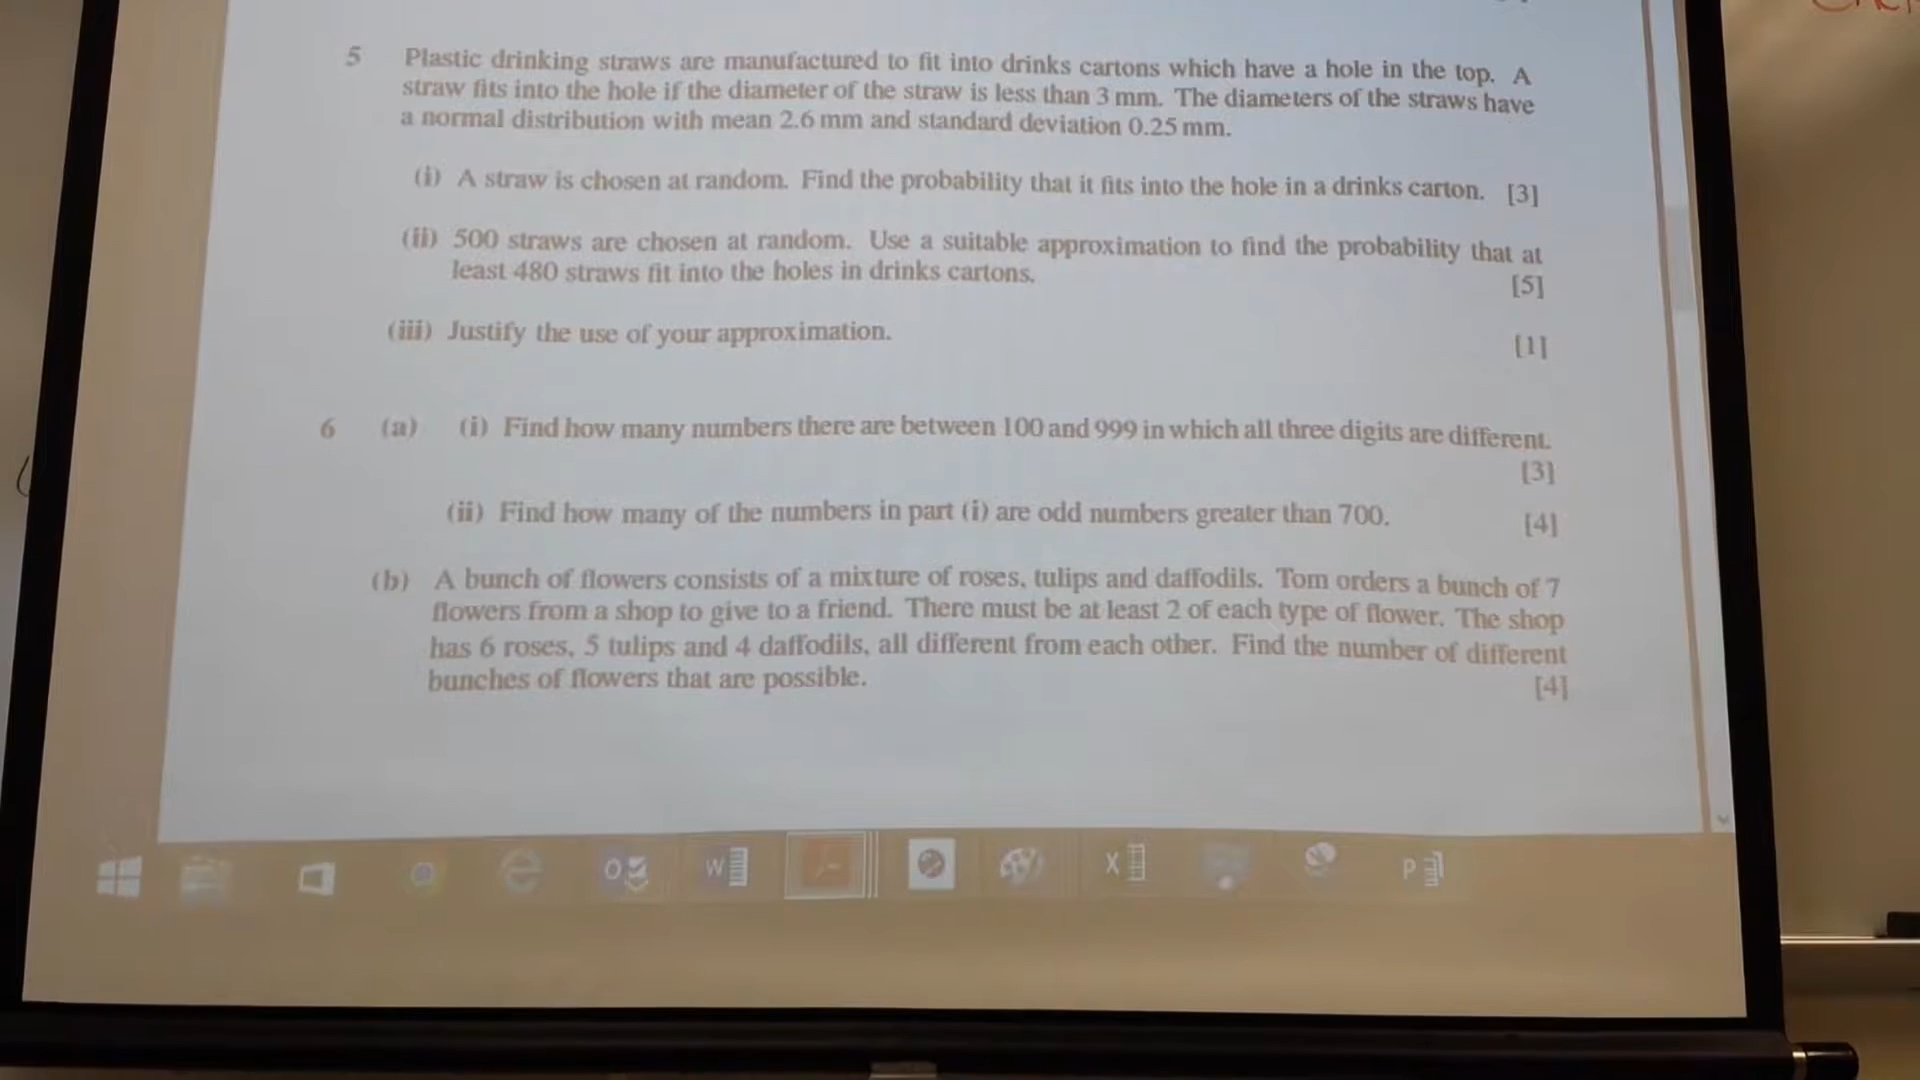 5 Plastic drinking straws are manufactured to fit into drinks cartons which have a hole in the top. A
straw fits into the hole if the diameter of the straw is less than 3 mm. The diameters of the straws have
a normal distribution with mean 2.6 mm and standard deviation 0.25 mm.
(i) A straw is chosen at random. Find the probability that it fits into the hole in a drinks carton. [3]
(ii) 500 straws are chosen at random. Use a suitable approximation to find the probability that at
least 480 straws fit into the holes in drinks cartons. [5]
(iii) Justify the use of your approximation. [1]
6 (a) (i) Find how many numbers there are between 100 and 999 in which all three digits are different.
[3]
(ii) Find how many of the numbers in part (i) are odd numbers greater than 700. [4]
(b) A bunch of flowers consists of a mixture of roses, tulips and daffodils. Tom orders a bunch of 7
flowers from a shop to give to a friend. There must be at least 2 of each type of flower. The shop
has 6 roses, 5 tulips and 4 daffodils, all different from each other. Find the number of different
bunches of flowers that are possible. [4]